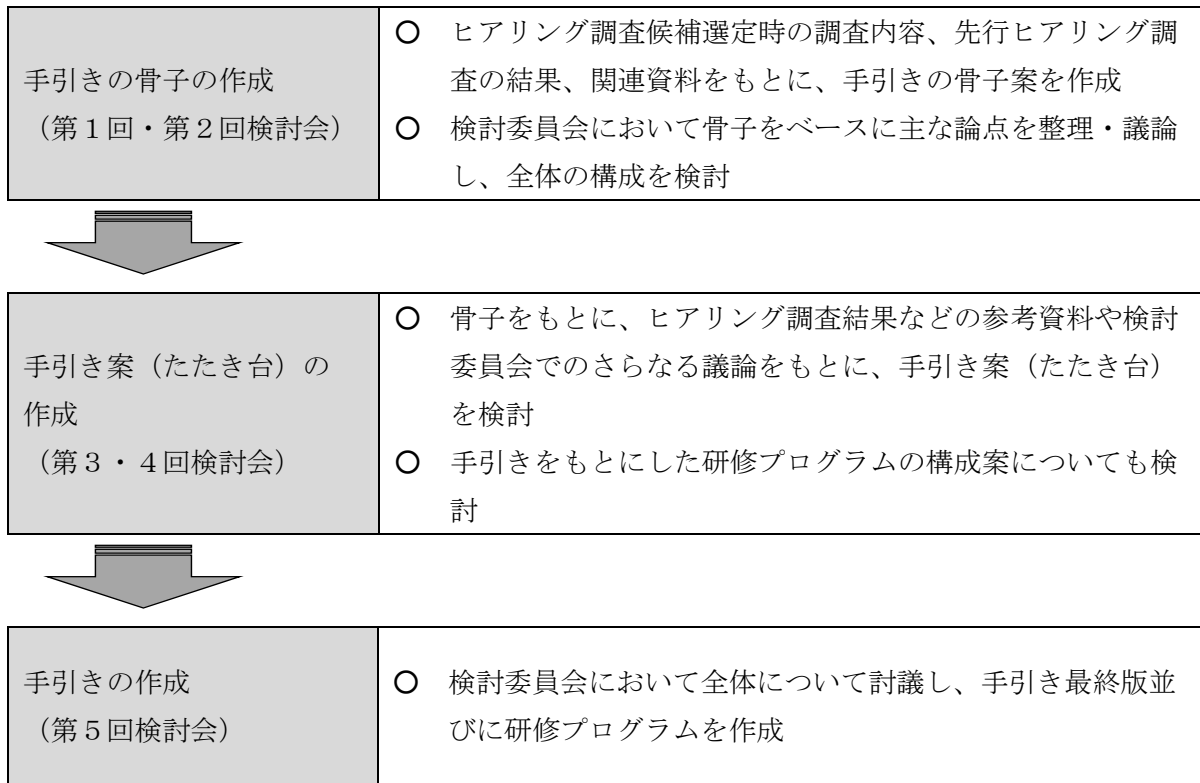 手引きの骨子の作成
（第１回・第２回検討会）
○ ヒアリング調査候補選定時の調査内容、先行ヒアリング調
査の結果、関連資料をもとに、手引きの骨子案を作成
○ 検討委員会において骨子をベースに主な論点を整理・議論
し、全体の構成を検討
手引き案（たたき台）の
作成
（第３・４回検討会）
○ 骨子をもとに、ヒアリング調査結果などの参考資料や検討
委員会でのさらなる議論をもとに、手引き案（たたき台）
を検討
○ 手引きをもとにした研修プログラムの構成案についても検
討
手引きの作成
（第５回検討会）
○ 検討委員会において全体について討議し、手引き最終版並
びに研修プログラムを作成